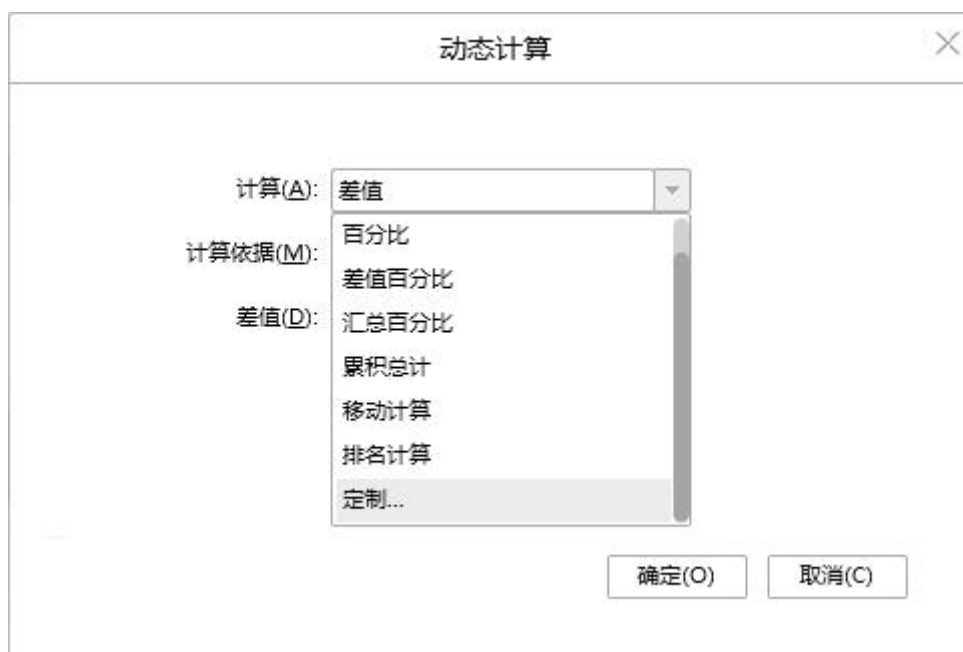 动态计算
计算(A): 差值
百分比
计算依据(M):
差值百分比
差值(D):
汇总百分比
累积总计
移动计算
排名计算
定制...
确定(O) 取消(C)